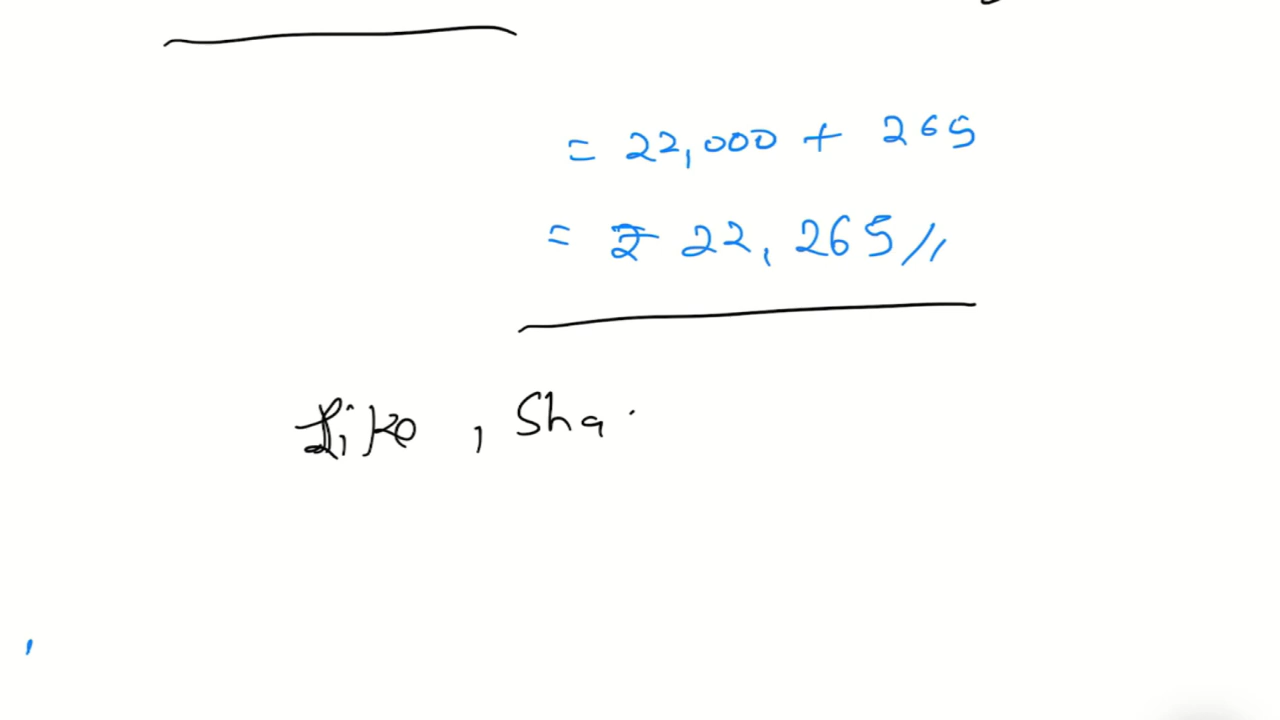 = 22,000 + 265
= ₹ 22, 265 //
Like , Sha